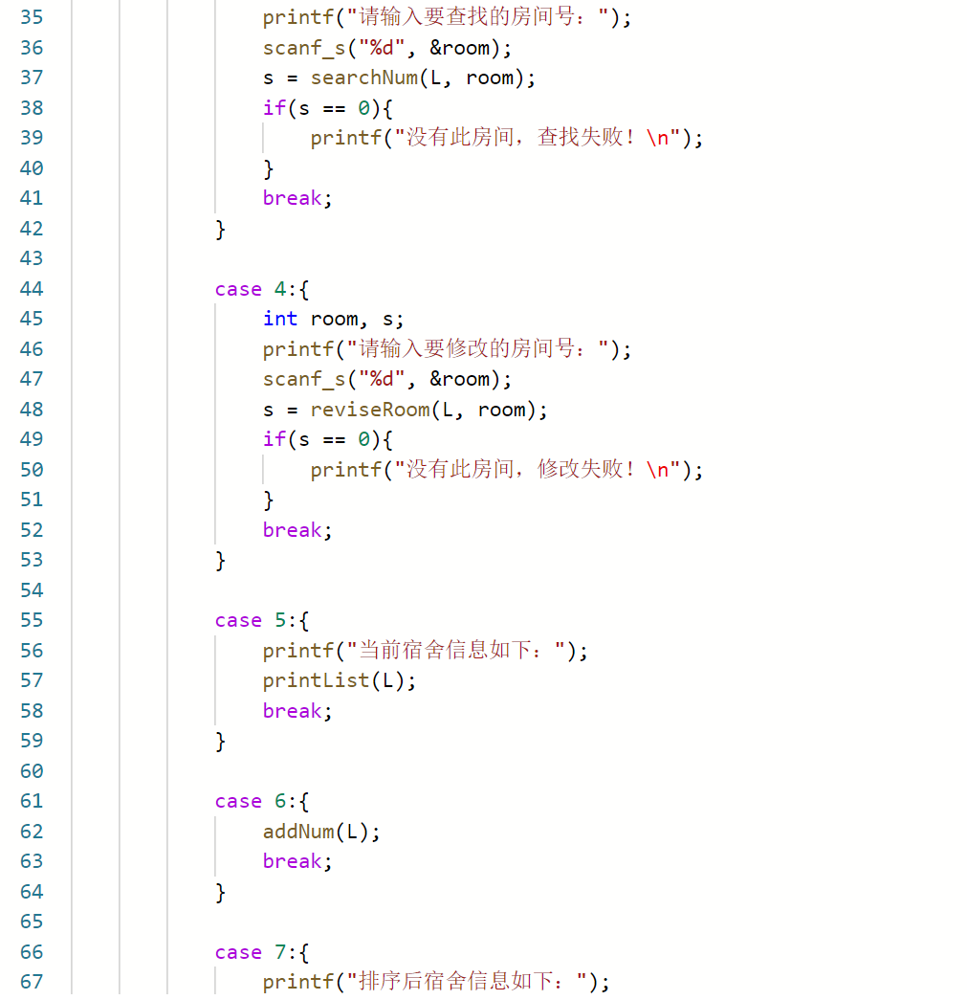 35 printf("请输入要查找的房间号：");
36 scanf_s("%d", &room);
37 s = searchNum(L, room);
38 if(s == 0){
39 printf("没有此房间，查找失败！\n");
40 }
41 break;
42 }
43
44 case 4:{
45 int room, s;
46 printf("请输入要修改的房间号：");
47 scanf_s("%d", &room);
48 s = reviseRoom(L, room);
49 if(s == 0){
50 printf("没有此房间，修改失败！\n");
51 }
52 break;
53 }
54
55 case 5:{
56 printf("当前宿舍信息如下：");
57 printList(L);
58 break;
59 }
60
61 case 6:{
62 addNum(L);
63 break;
64 }
65
66 case 7:{
67 printf("排序后宿舍信息如下：");